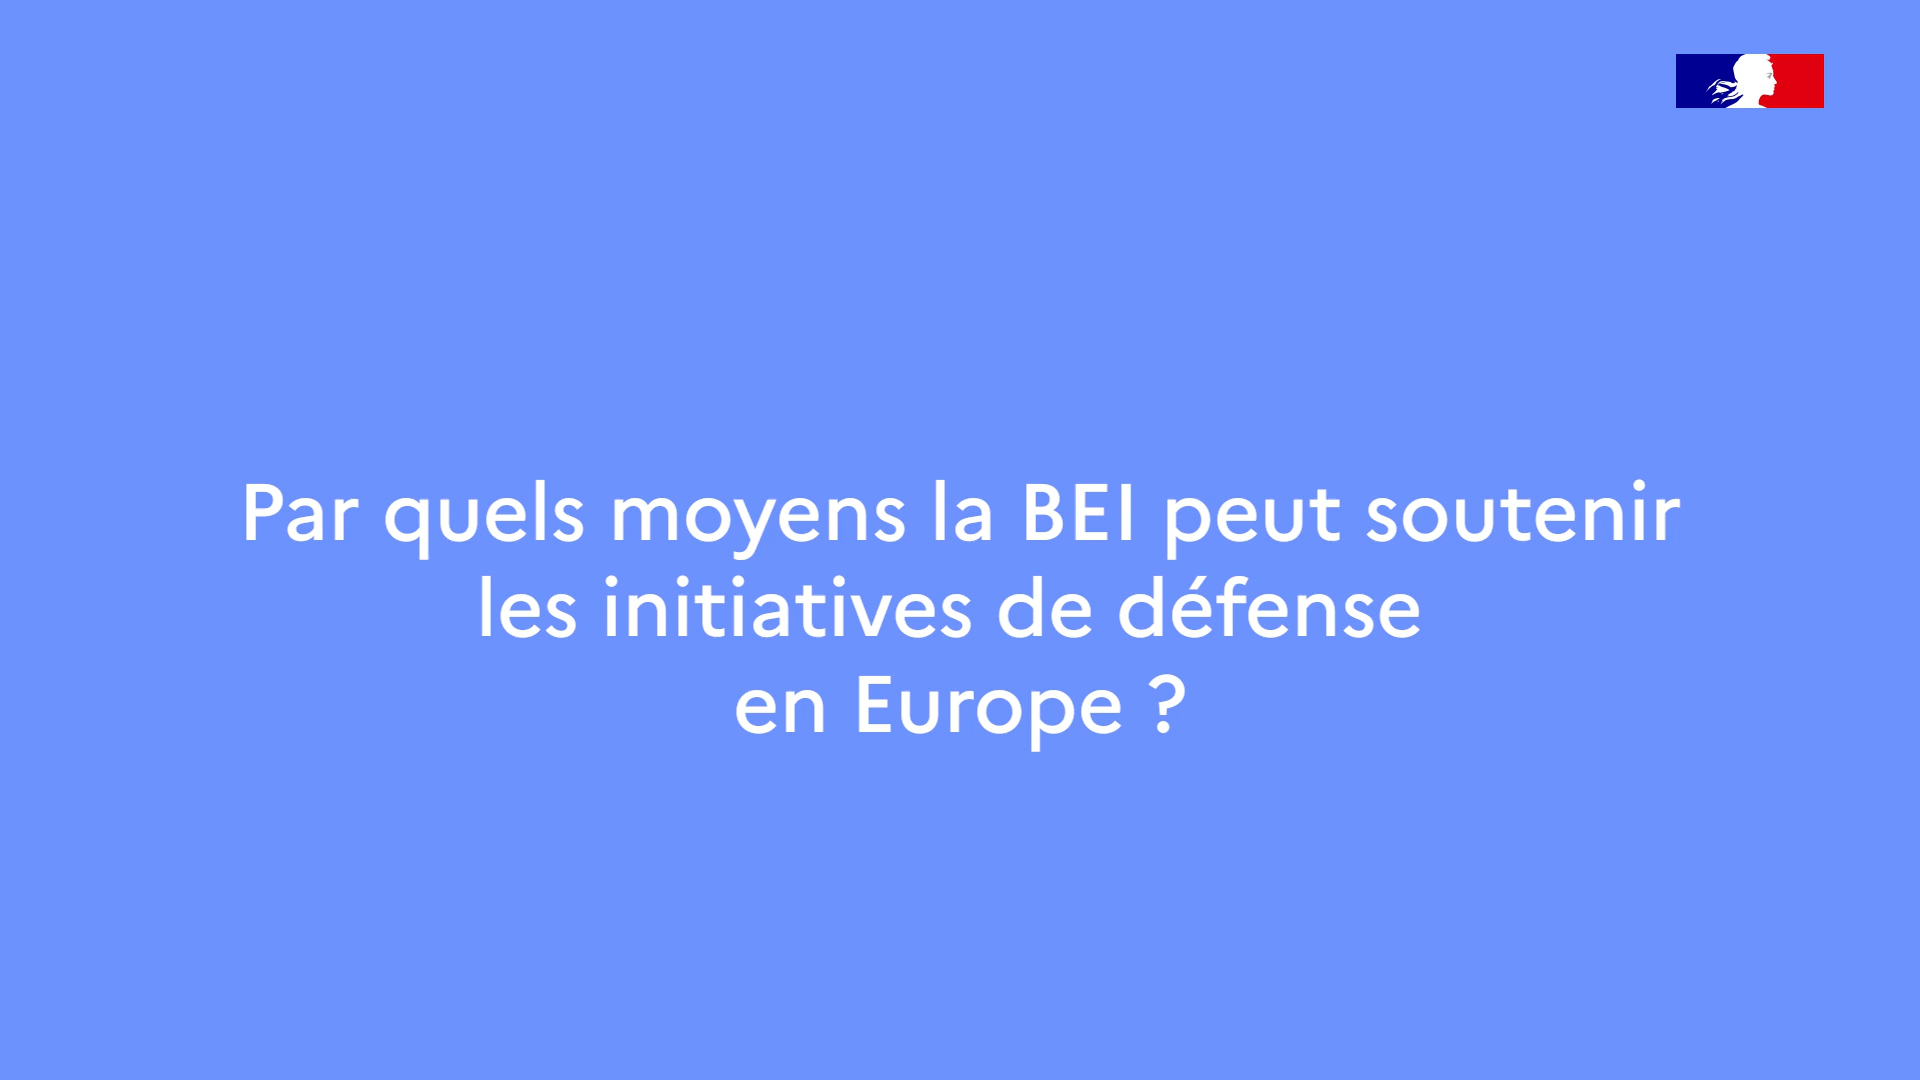 Par quels moyens la BEI peut soutenir
les initiatives de défense
en Europe ?